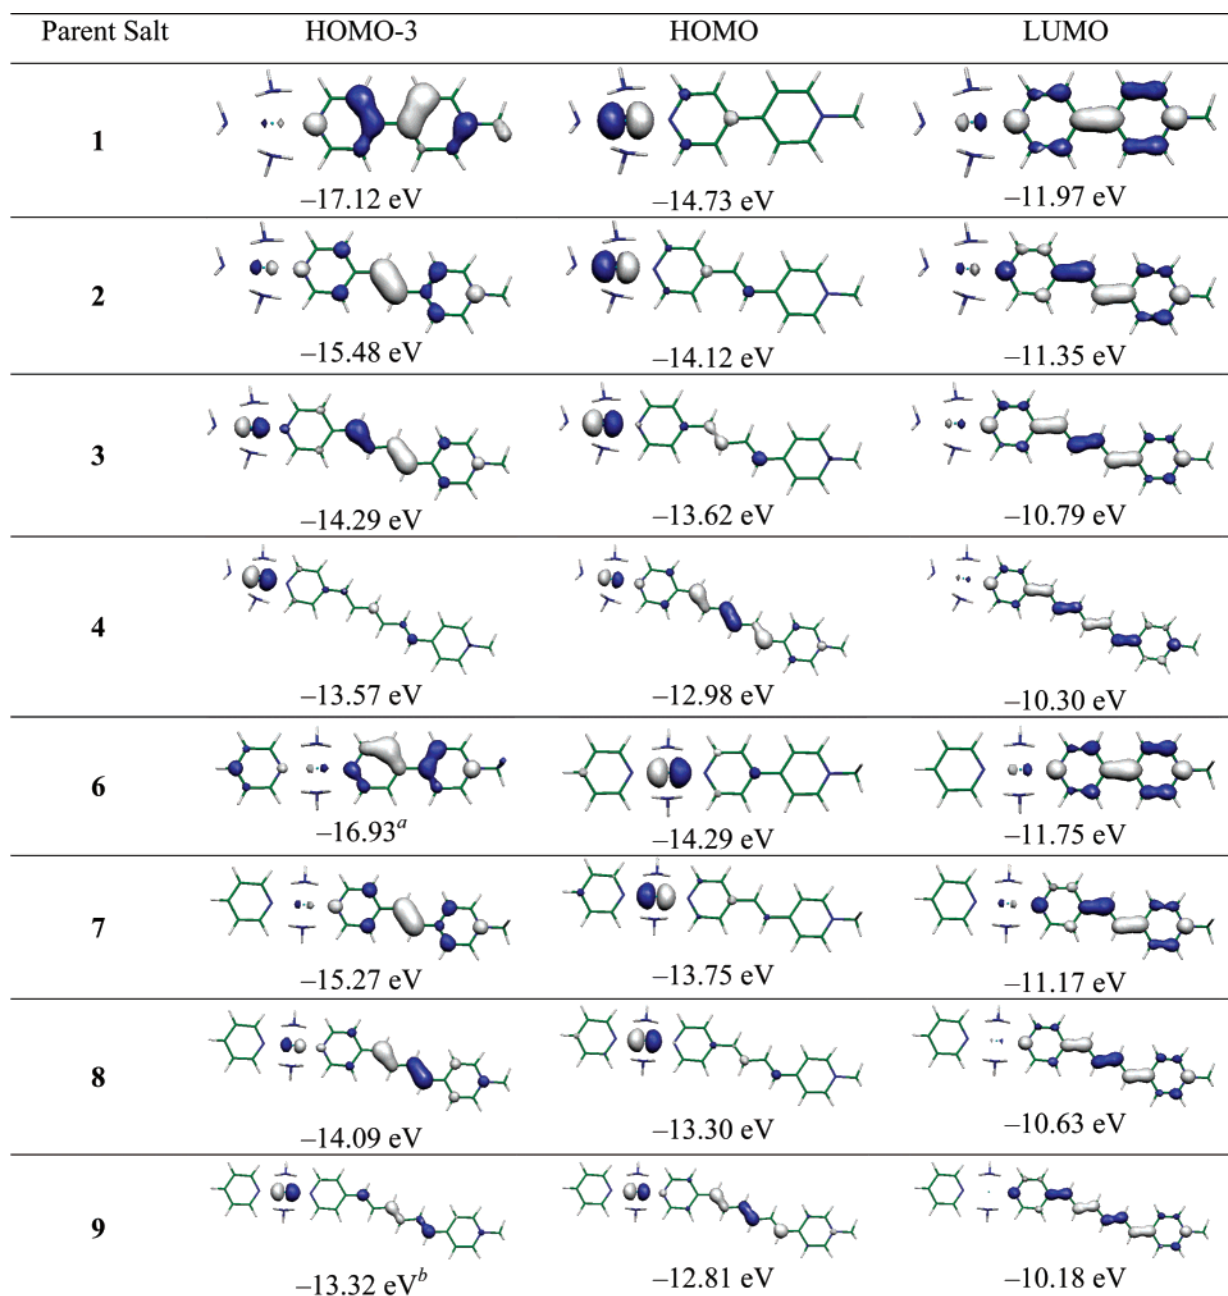 Parent Salt HOMO-3 HOMO LUMO
1
–17.12 eV –14.73 eV –11.97 eV
2
–15.48 eV –14.12 eV –11.35 eV
3
–14.29 eV –13.62 eV –10.79 eV
4
–13.57 eV –12.98 eV –10.30 eV
6
–16.93a –14.29 eV –11.75 eV
7
–15.27 eV –13.75 eV –11.17 eV
8
–14.09 eV –13.30 eV –10.63 eV
9
–13.32 eVb –12.81 eV –10.18 eV